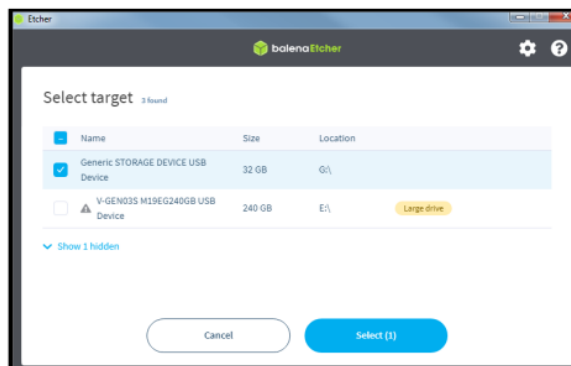 Etcher
balenaEtcher
Select target 3 found
Name Size Location
Generic STORAGE DEVICE USB
Device
32 GB G:\
V-GEN03S M19EG240GB USB
Device
240 GB E:\ Large drive
Show 1 hidden
Cancel Select (1)